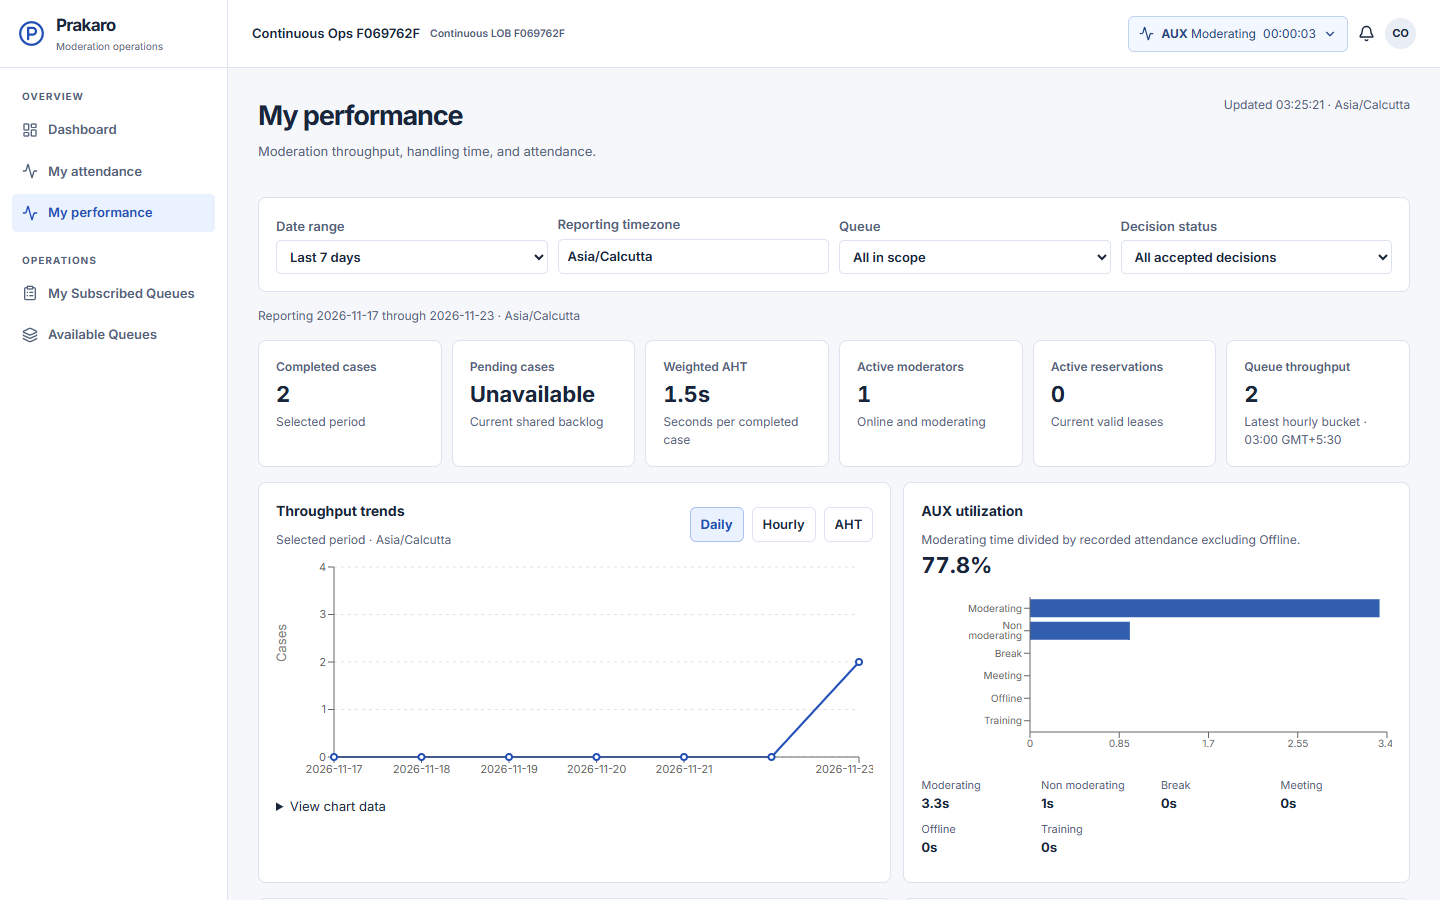 Prakaro
Moderation operations
Continuous Ops F069762F Continuous LOB F069762F
AUX Moderating 00:00:03
CO
OVERVIEW
Dashboard
My attendance
My performance
OPERATIONS
My Subscribed Queues
Available Queues
My performance
Updated 03:25:21 · Asia/Calcutta
Moderation throughput, handling time, and attendance.
Date range
Last 7 days
Reporting timezone
Asia/Calcutta
Queue
All in scope
Decision status
All accepted decisions
Reporting 2026-11-17 through 2026-11-23 · Asia/Calcutta
Completed cases
2
Selected period
Pending cases
Unavailable
Current shared backlog
Weighted AHT
1.5s
Seconds per completed
case
Active moderators
1
Online and moderating
Active reservations
0
Current valid leases
Queue throughput
2
Latest hourly bucket ·
03:00 GMT+5:30
Throughput trends
Selected period · Asia/Calcutta
Daily
Hourly
AHT
Cases
4
3
2
1
0
2026-11-17 2026-11-18 2026-11-19 2026-11-20 2026-11-21 2026-11-23
View chart data
AUX utilization
Moderating time divided by recorded attendance excluding Offline.
77.8%
Moderating
Non
moderating
Break
Meeting
Offline
Training
0 0.85 1.7 2.55 3.4
Moderating
3.3s
Non moderating
1s
Break
0s
Meeting
0s
Offline
0s
Training
0s